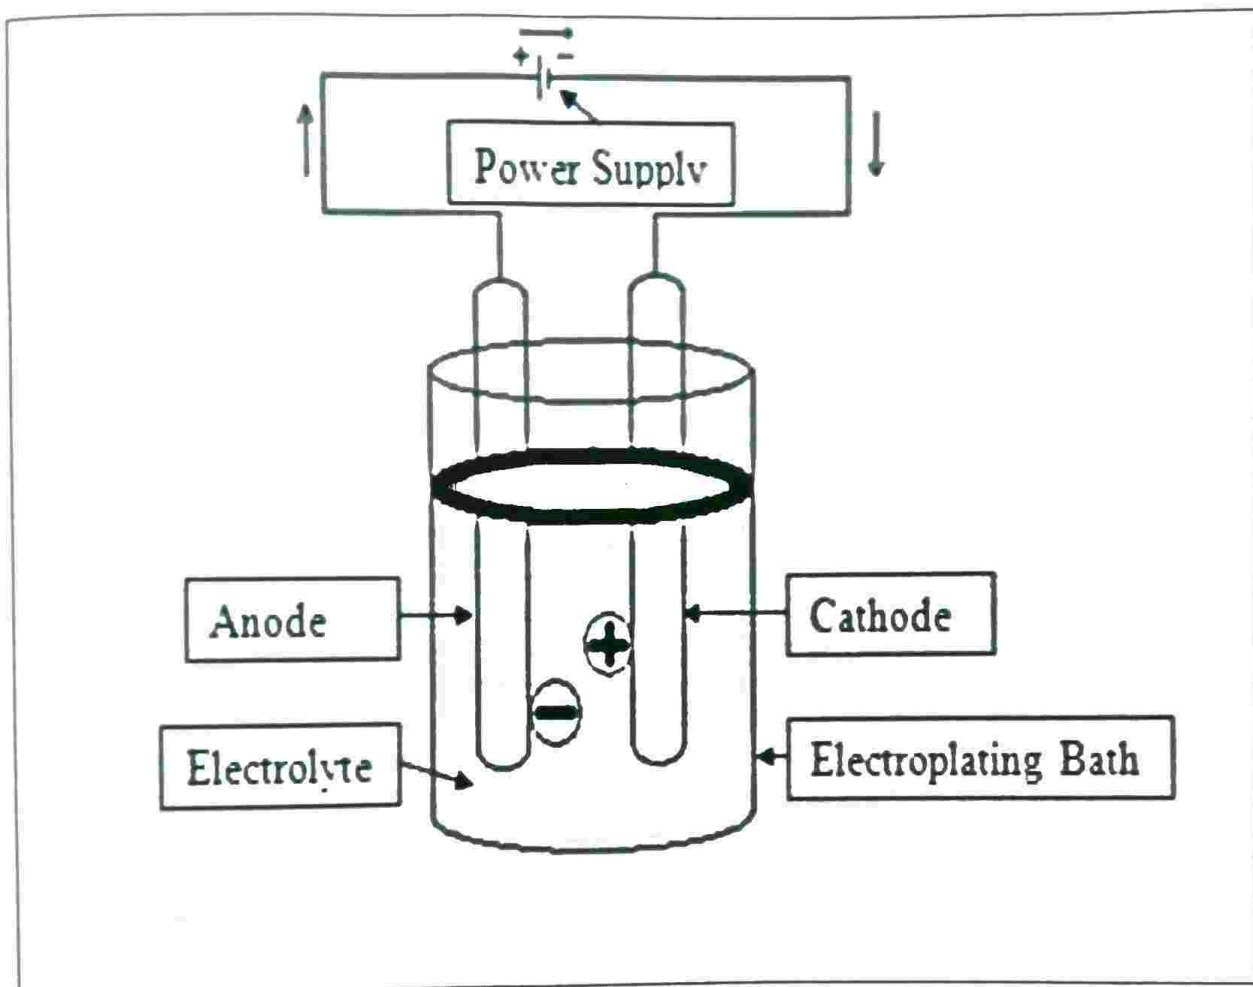 + -
Power Supply
Anode
Cathode
+
-
Electrolyte
Electroplating Bath